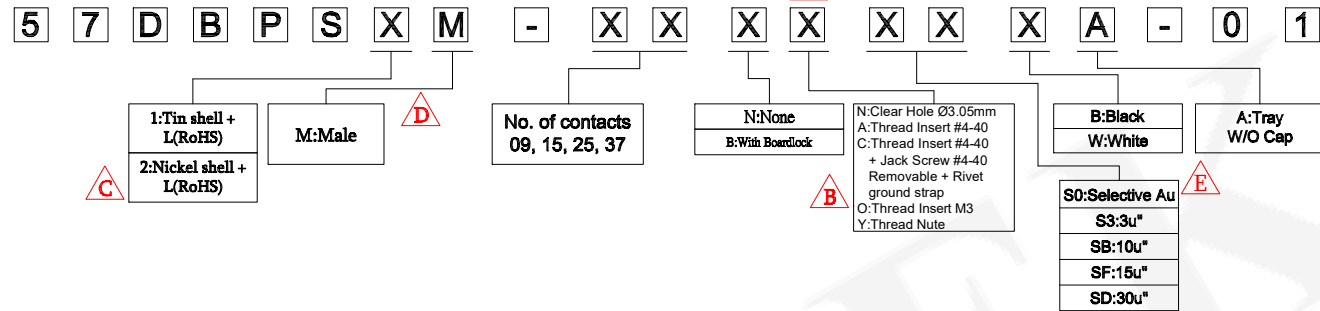 5 7 D B P S X M - X X X X X X X A - 0 1
1:Tin shell +
L(RoHS)
2:Nickel shell +
L(RoHS)
C
M:Male
D
No. of contacts
09, 15, 25, 37
N:None
B:With Boardlock
B
N:Clear Hole Ø3.05mm
A:Thread Insert #4-40
C:Thread Insert #4-40
+ Jack Screw #4-40
Removable + Rivet
ground strap
O:Thread Insert M3
Y:Thread Nute
S0:Selective Au
S3:3u"
SB:10u"
SF:15u"
SD:30u"
E
B:Black
W:White
A:Tray
W/O Cap